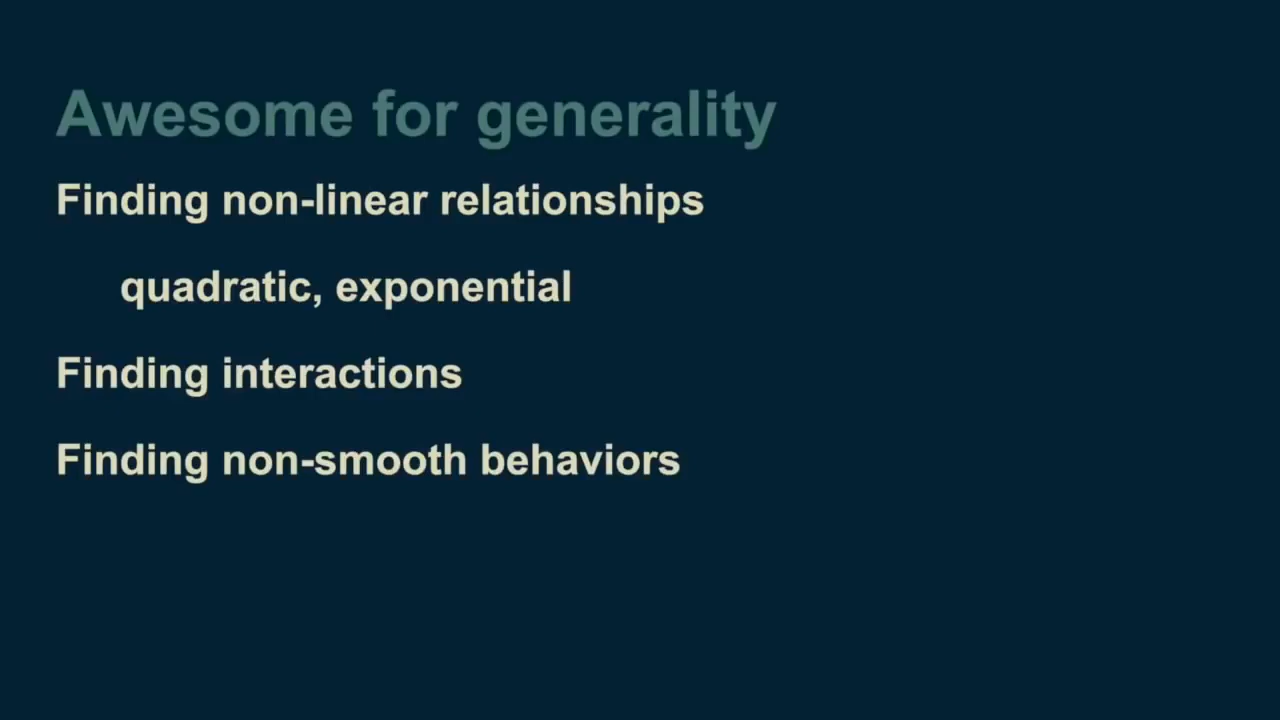 Awesome for generality
Finding non-linear relationships
quadratic, exponential
Finding interactions
Finding non-smooth behaviors